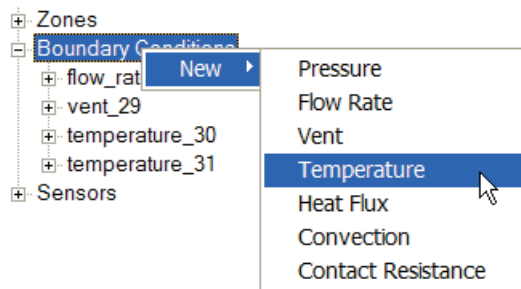 Zones
Boundary Conditions
New
flow_rat
vent_29
temperature_30
temperature_31
Sensors
Pressure
Flow Rate
Vent
Temperature
Heat Flux
Convection
Contact Resistance